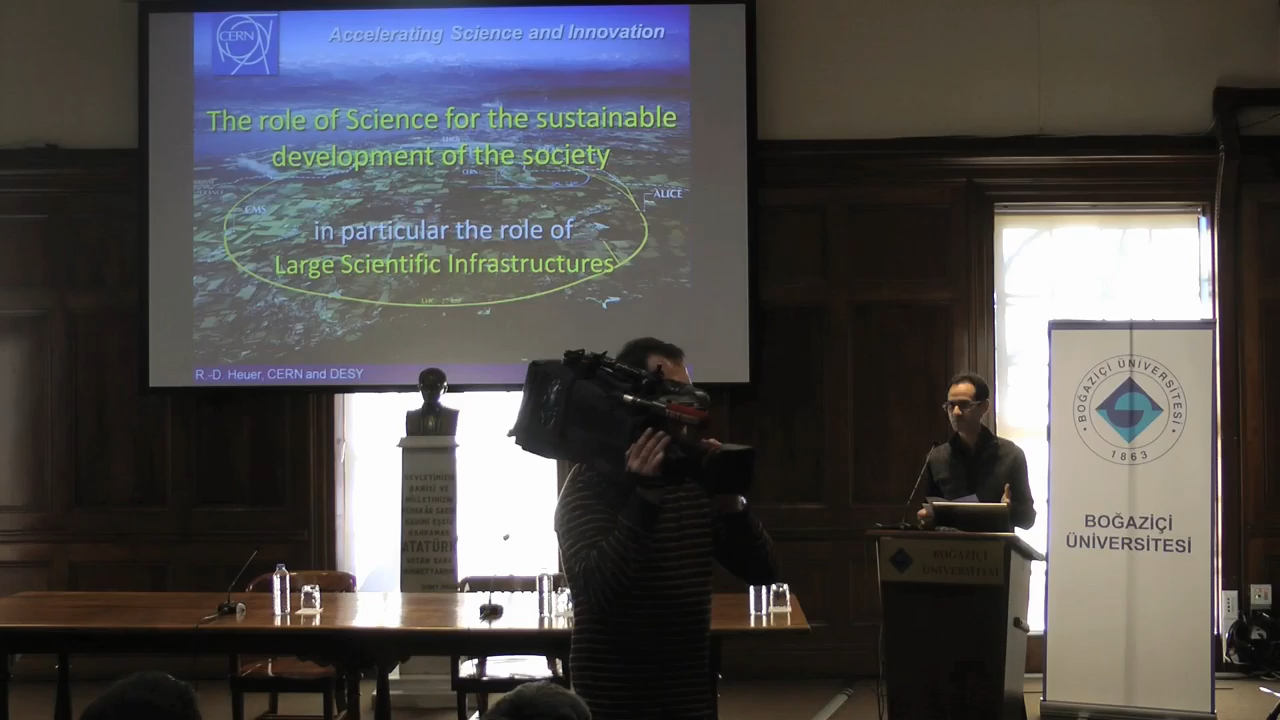 CERN
Accelerating Science and Innovation
The role of Science for the sustainable
development of the society
CMS
ALICE
in particular the role of
Large Scientific Infrastructures
R.-D. Heuer, CERN and DESY
ATATÜRK
BOĞAZİÇİ
ÜNİVERSİTESİ
BOĞAZİÇİ ÜNİVERSİTESİ
1863
BOĞAZİÇİ
ÜNİVERSİTESİ